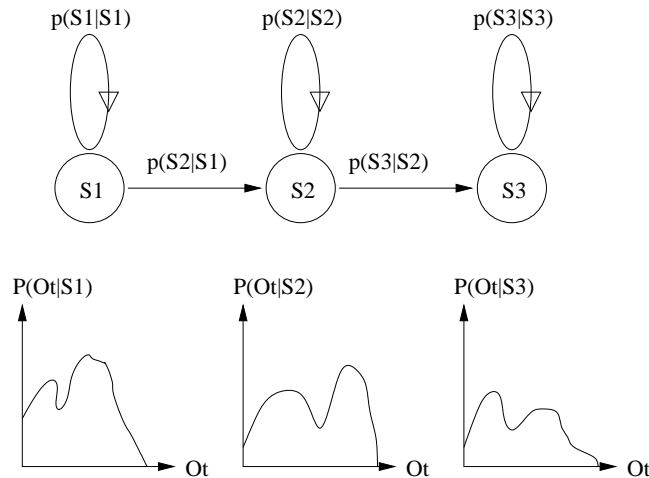 p(S1|S1) p(S2|S2) p(S3|S3)
p(S2|S1) p(S3|S2)
S1 S2 S3
P(Ot|S1) P(Ot|S2) P(Ot|S3)
Ot Ot Ot